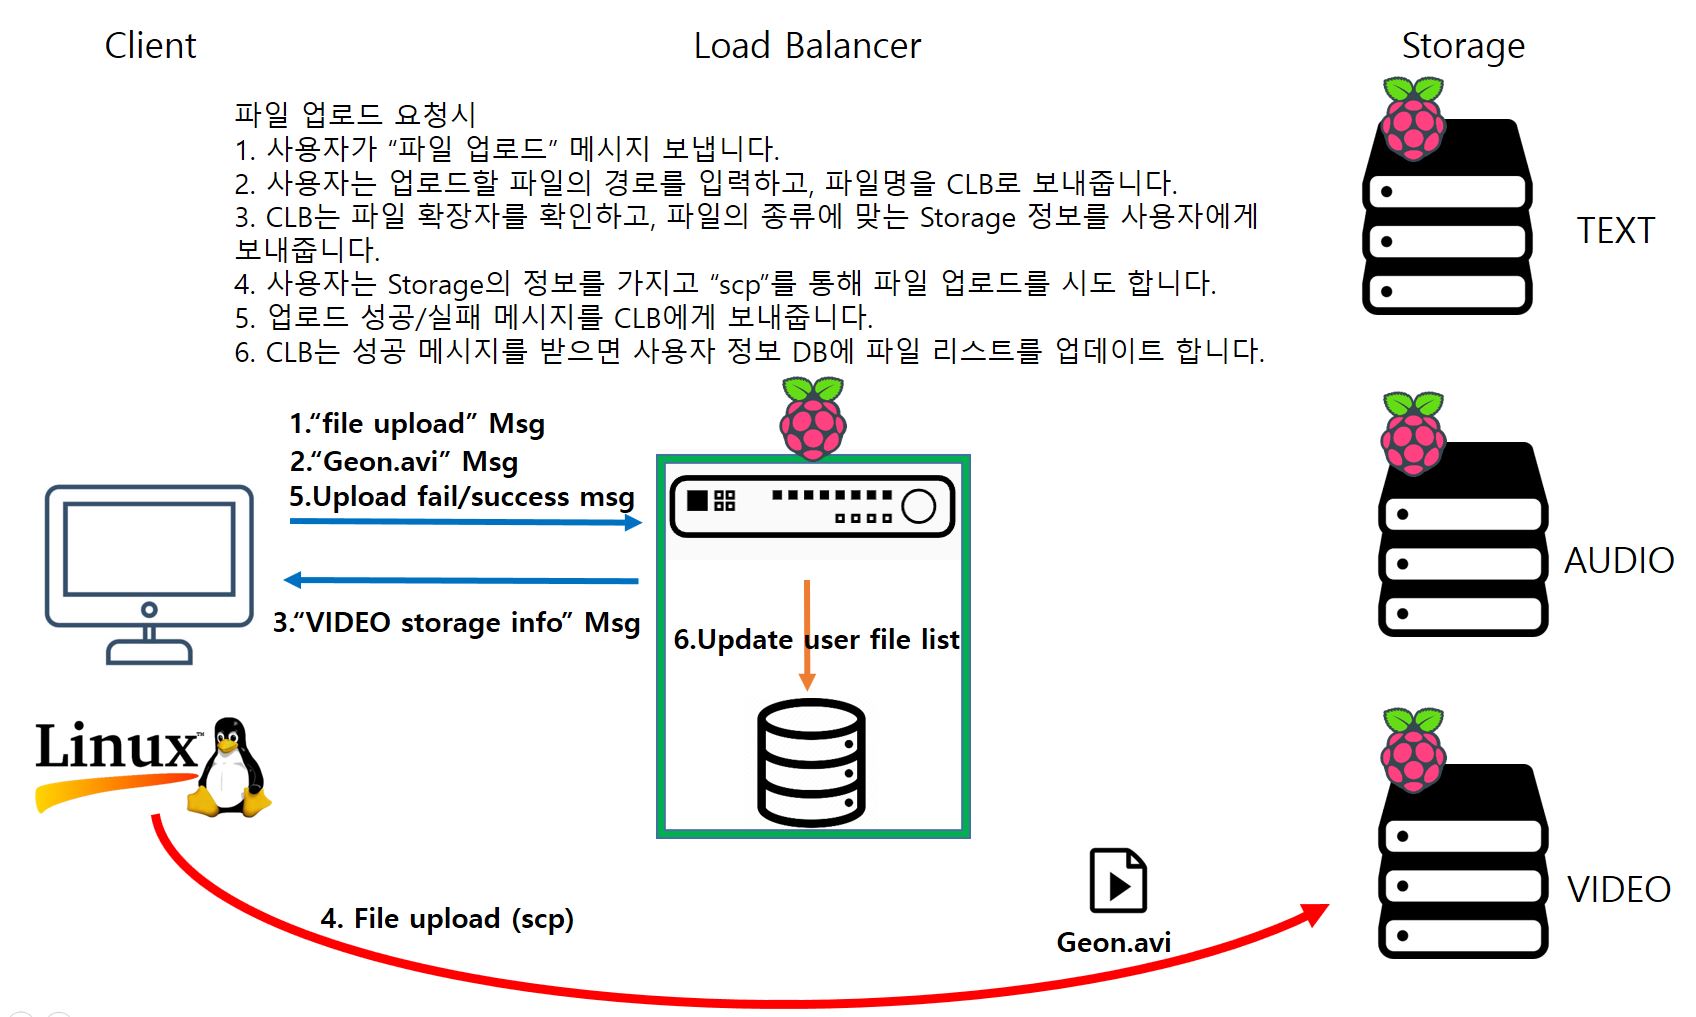 Client
Load Balancer
Storage
파일 업로드 요청시
1. 사용자가 “파일 업로드” 메시지 보냅니다.
2. 사용자는 업로드할 파일의 경로를 입력하고, 파일명을 CLB로 보내줍니다.
3. CLB는 파일 확장자를 확인하고, 파일의 종류에 맞는 Storage 정보를 사용자에게
보내줍니다.
4. 사용자는 Storage의 정보를 가지고 “scp”를 통해 파일 업로드를 시도 합니다.
5. 업로드 성공/실패 메시지를 CLB에게 보내줍니다.
6. CLB는 성공 메시지를 받으면 사용자 정보 DB에 파일 리스트를 업데이트 합니다.
TEXT
1.“file upload” Msg
2.“Geon.avi” Msg
5.Upload fail/success msg
3.“VIDEO storage info” Msg
6.Update user file list
AUDIO
Linux™
4. File upload (scp)
Geon.avi
VIDEO